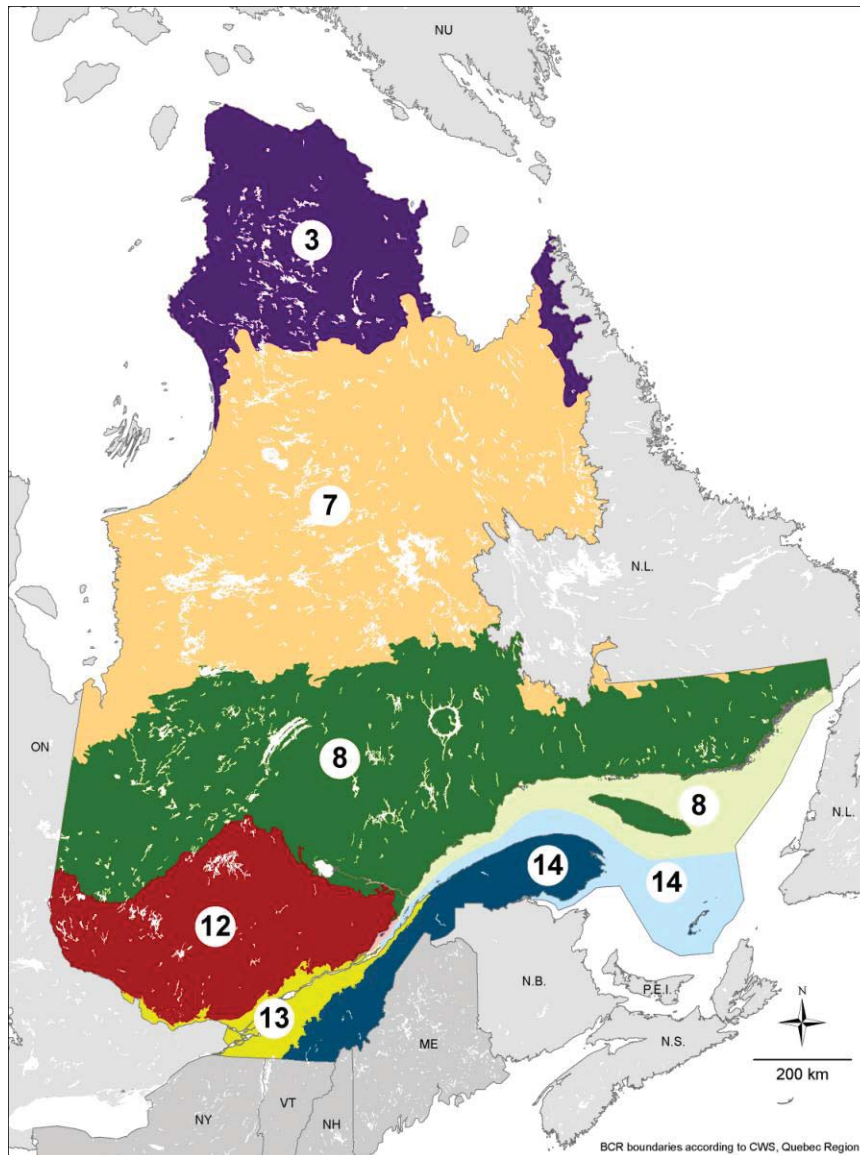 NU
3
7
N.L.
ON
8
8
N.L.
14
14
12
13
N.B.
P.E.I.
N
ME
N.S.
200 km
NY
VT
NH
BCR boundaries according to CWS, Quebec Region